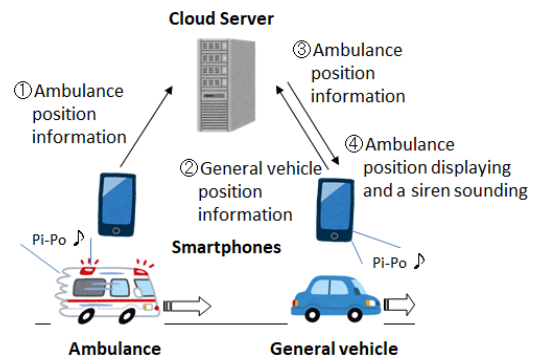 Cloud Server
①Ambulance
position
information
③Ambulance
position
information
②General vehicle
position
information
④Ambulance
position displaying
and a siren sounding
Pi-Po ♪
Smartphones
Pi-Po ♪
Ambulance
General vehicle